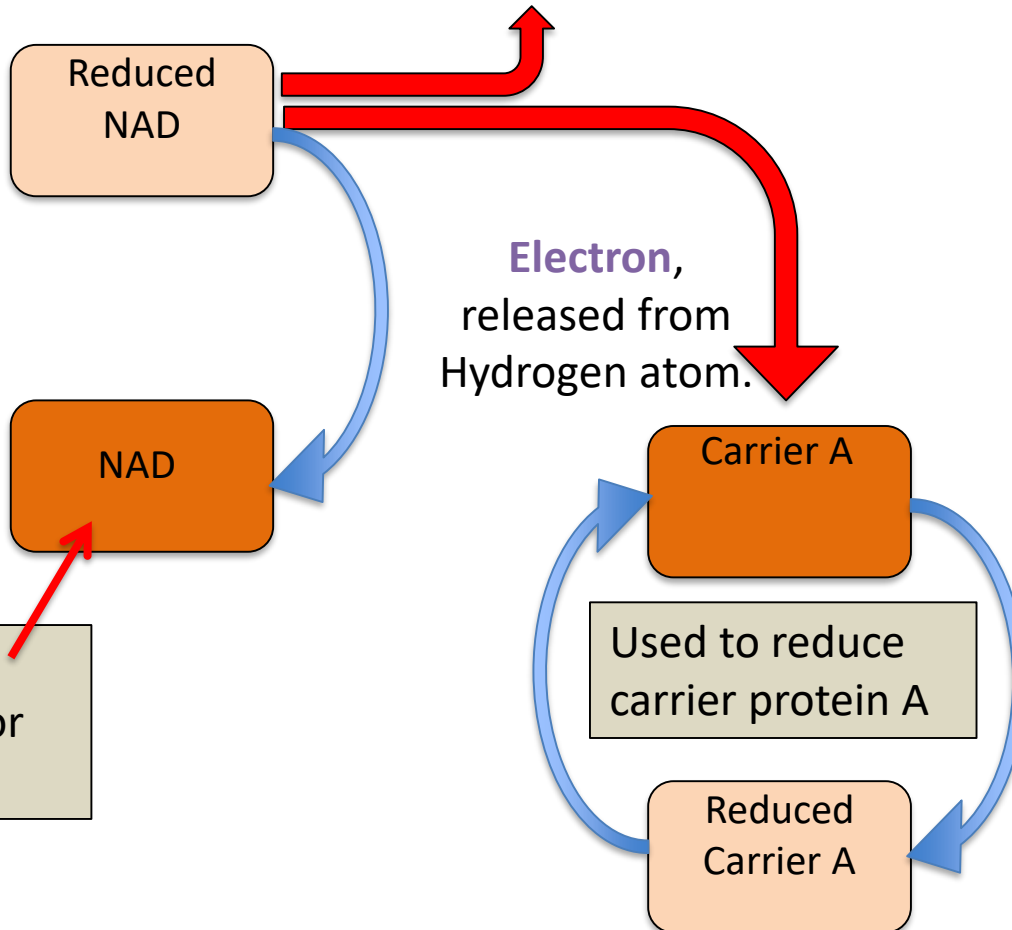 Reduced
NAD
Electron,
released from
Hydrogen atom.
NAD
Carrier A
Used to reduce
carrier protein A
Reduced
Carrier A